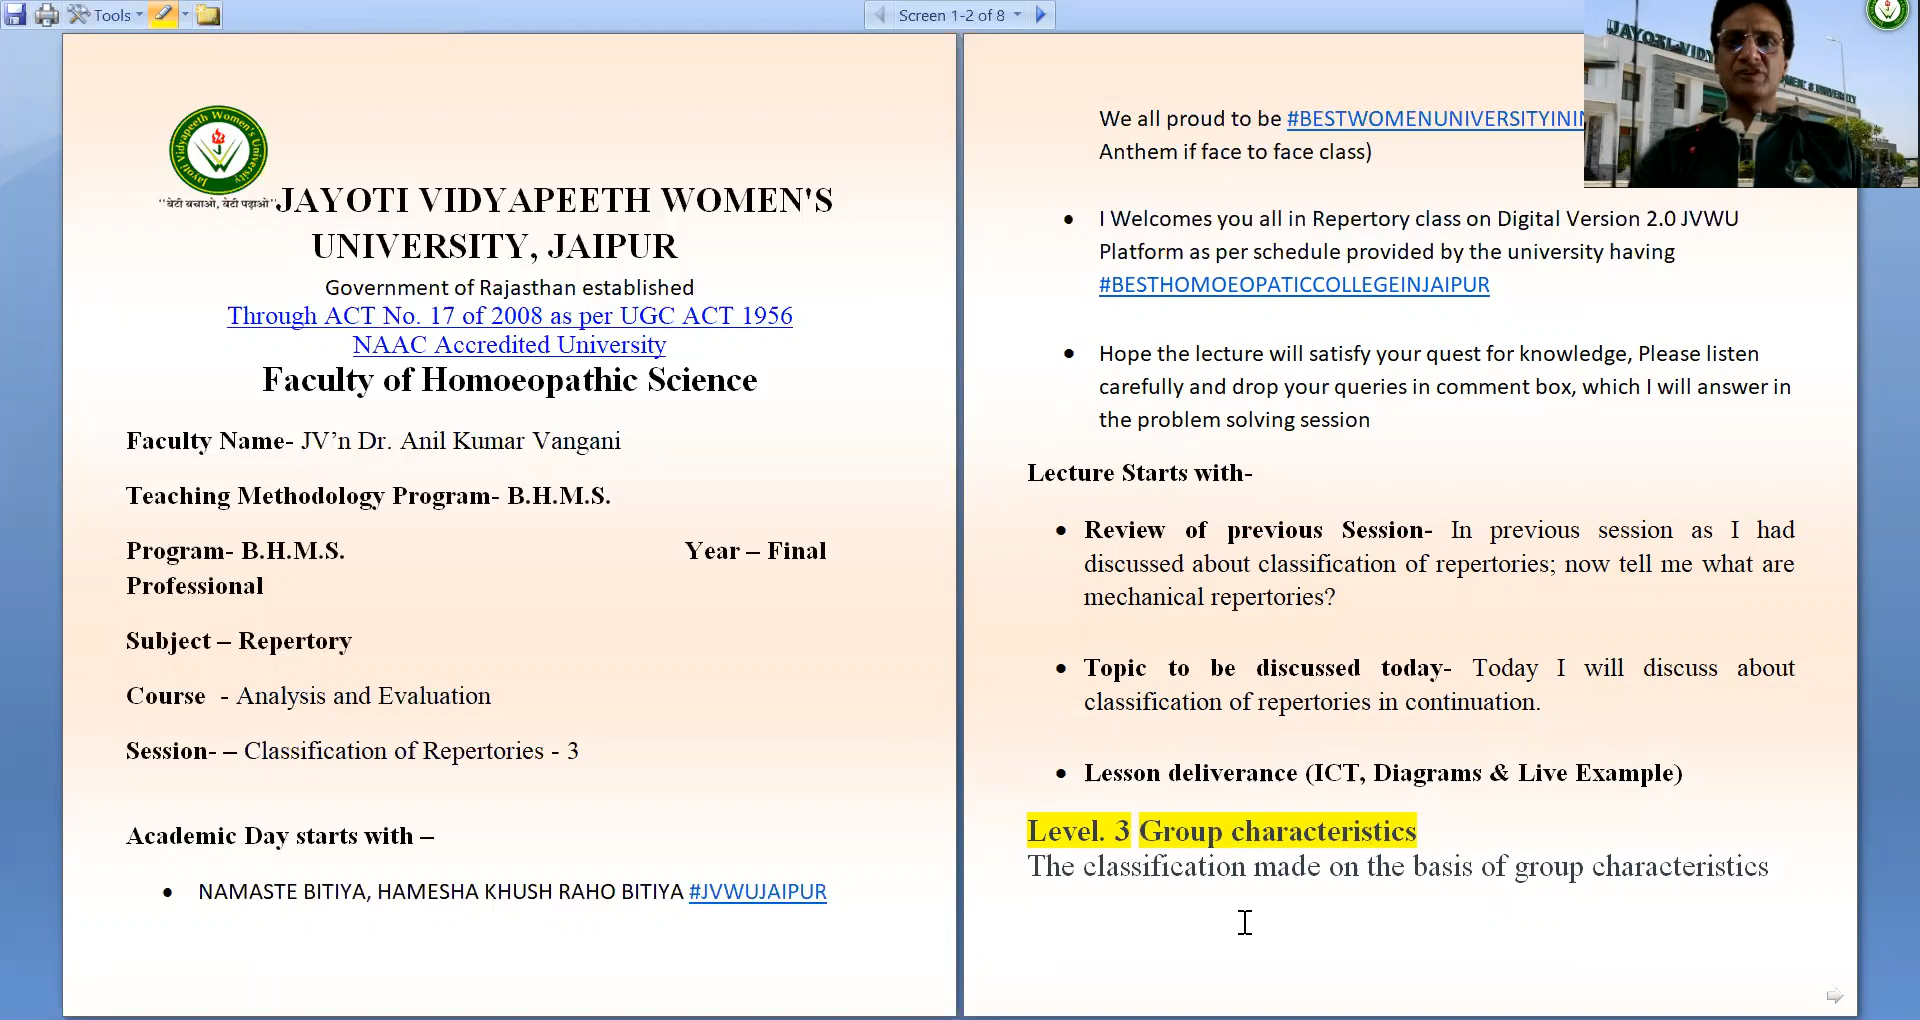 Tools
Screen 1-2 of 8
Jayoti Vidyapeeth Women's University
"बेटी बचाओ, बेटी पढ़ाओ"
JAYOTI VIDYAPEETH WOMEN'S
UNIVERSITY, JAIPUR
Government of Rajasthan established
Through ACT No. 17 of 2008 as per UGC ACT 1956
NAAC Accredited University
Faculty of Homoeopathic Science
Faculty Name- JV’n Dr. Anil Kumar Vangani
Teaching Methodology Program- B.H.M.S.
Program- B.H.M.S. Year – Final
Professional
Subject – Repertory
Course - Analysis and Evaluation
Session- – Classification of Repertories - 3
Academic Day starts with –
• NAMASTE BITIYA, HAMESHA KHUSH RAHO BITIYA #JVWUJAIPUR
We all proud to be #BESTWOMENUNIVERSITYININ
Anthem if face to face class)
• I Welcomes you all in Repertory class on Digital Version 2.0 JVWU
Platform as per schedule provided by the university having
#BESTHOMOEOPATICCOLLEGEINJAIPUR
• Hope the lecture will satisfy your quest for knowledge, Please listen
carefully and drop your queries in comment box, which I will answer in
the problem solving session
Lecture Starts with-
• Review of previous Session- In previous session as I had
discussed about classification of repertories; now tell me what are
mechanical repertories?
• Topic to be discussed today- Today I will discuss about
classification of repertories in continuation.
• Lesson deliverance (ICT, Diagrams & Live Example)
Level. 3 Group characteristics
The classification made on the basis of group characteristics
JAYOTI VIDY